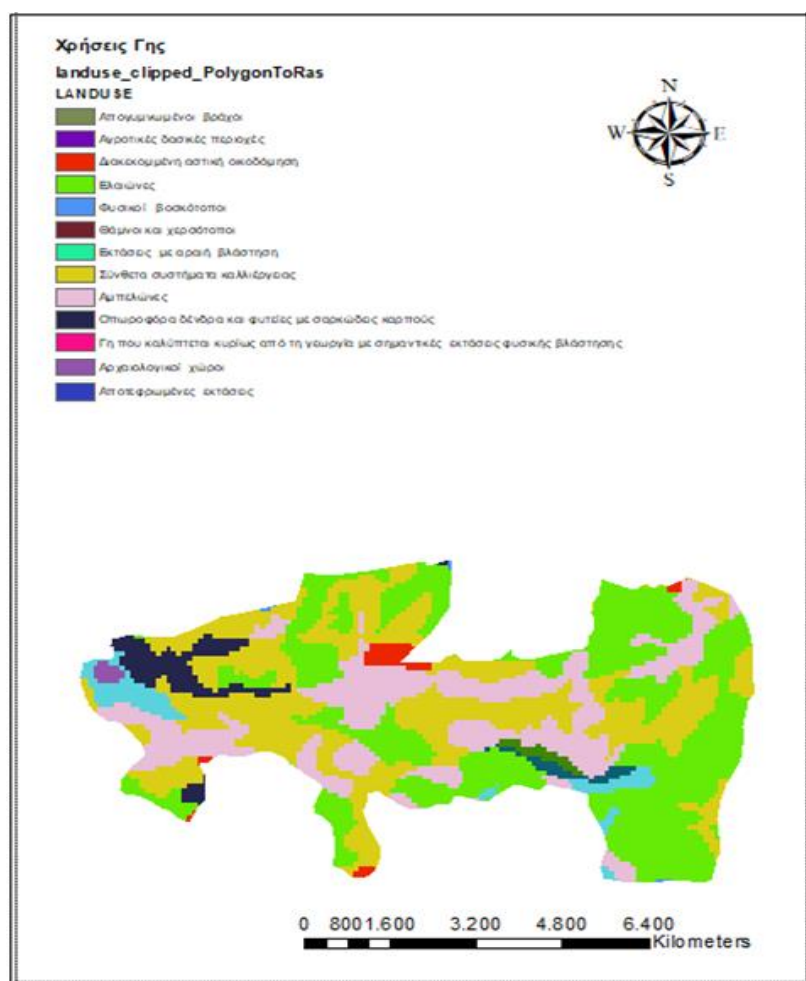 Χρήσεις Γης
landuse_clipped_PolygonToRas
LANDUSE
Απογυμνωμένοι βράχοι
Αγροτικές δασικές περιοχές
Διακεκομμένη αστική οικοδόμηση
Ελαιώνες
Φυσικοί βοσκότοποι
Θάμνοι και χερσότοποι
Εκτάσεις με αραιή βλάστηση
Σύνθετα συστήματα καλλιέργειας
Αμπελώνες
Οπωροφόρα δένδρα και φυτείες με σαρκώδεις καρπούς
Γη που καλύπτεται κυρίως από τη γεωργία με σημαντικές εκτάσεις φυσικής βλάστησης
Αρχαιολογικοί χώροι
Αποτεφρωμένες εκτάσεις
N
W E
S
0 800 1.600 3.200 4.800 6.400
Kilometers